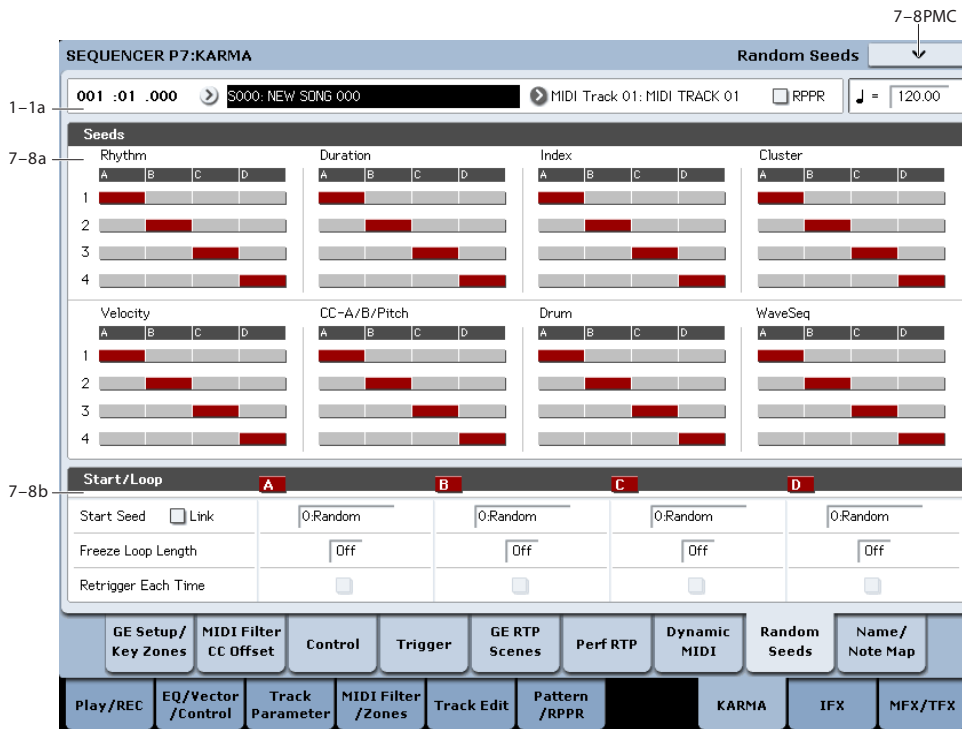 7–8PMC
SEQUENCER P7:KARMA Random Seeds
1–1a
001 :01 .000 S000: NEW SONG 000 MIDI Track 01: MIDI TRACK 01 RPPR ♩ = 120.00
Seeds
7–8a
Rhythm Duration Index Cluster
A B C D A B C D A B C D A B C D
1
2
3
4
Velocity CC-A/B/Pitch Drum WaveSeq
A B C D A B C D A B C D A B C D
1
2
3
4
7–8b
Start/Loop A B C D
Start Seed Link 0:Random 0:Random 0:Random 0:Random
Freeze Loop Length Off Off Off Off
Retrigger Each Time
GE Setup/ MIDI Filter Control Trigger GE RTP Perf RTP Dynamic Random Name/
Key Zones CC Offset Scenes MIDI Seeds Note Map
Play/REC EQ/Vector Track MIDI Filter Track Edit Pattern KARMA IFX MFX/TFX
/Control Parameter /Zones /RPPR